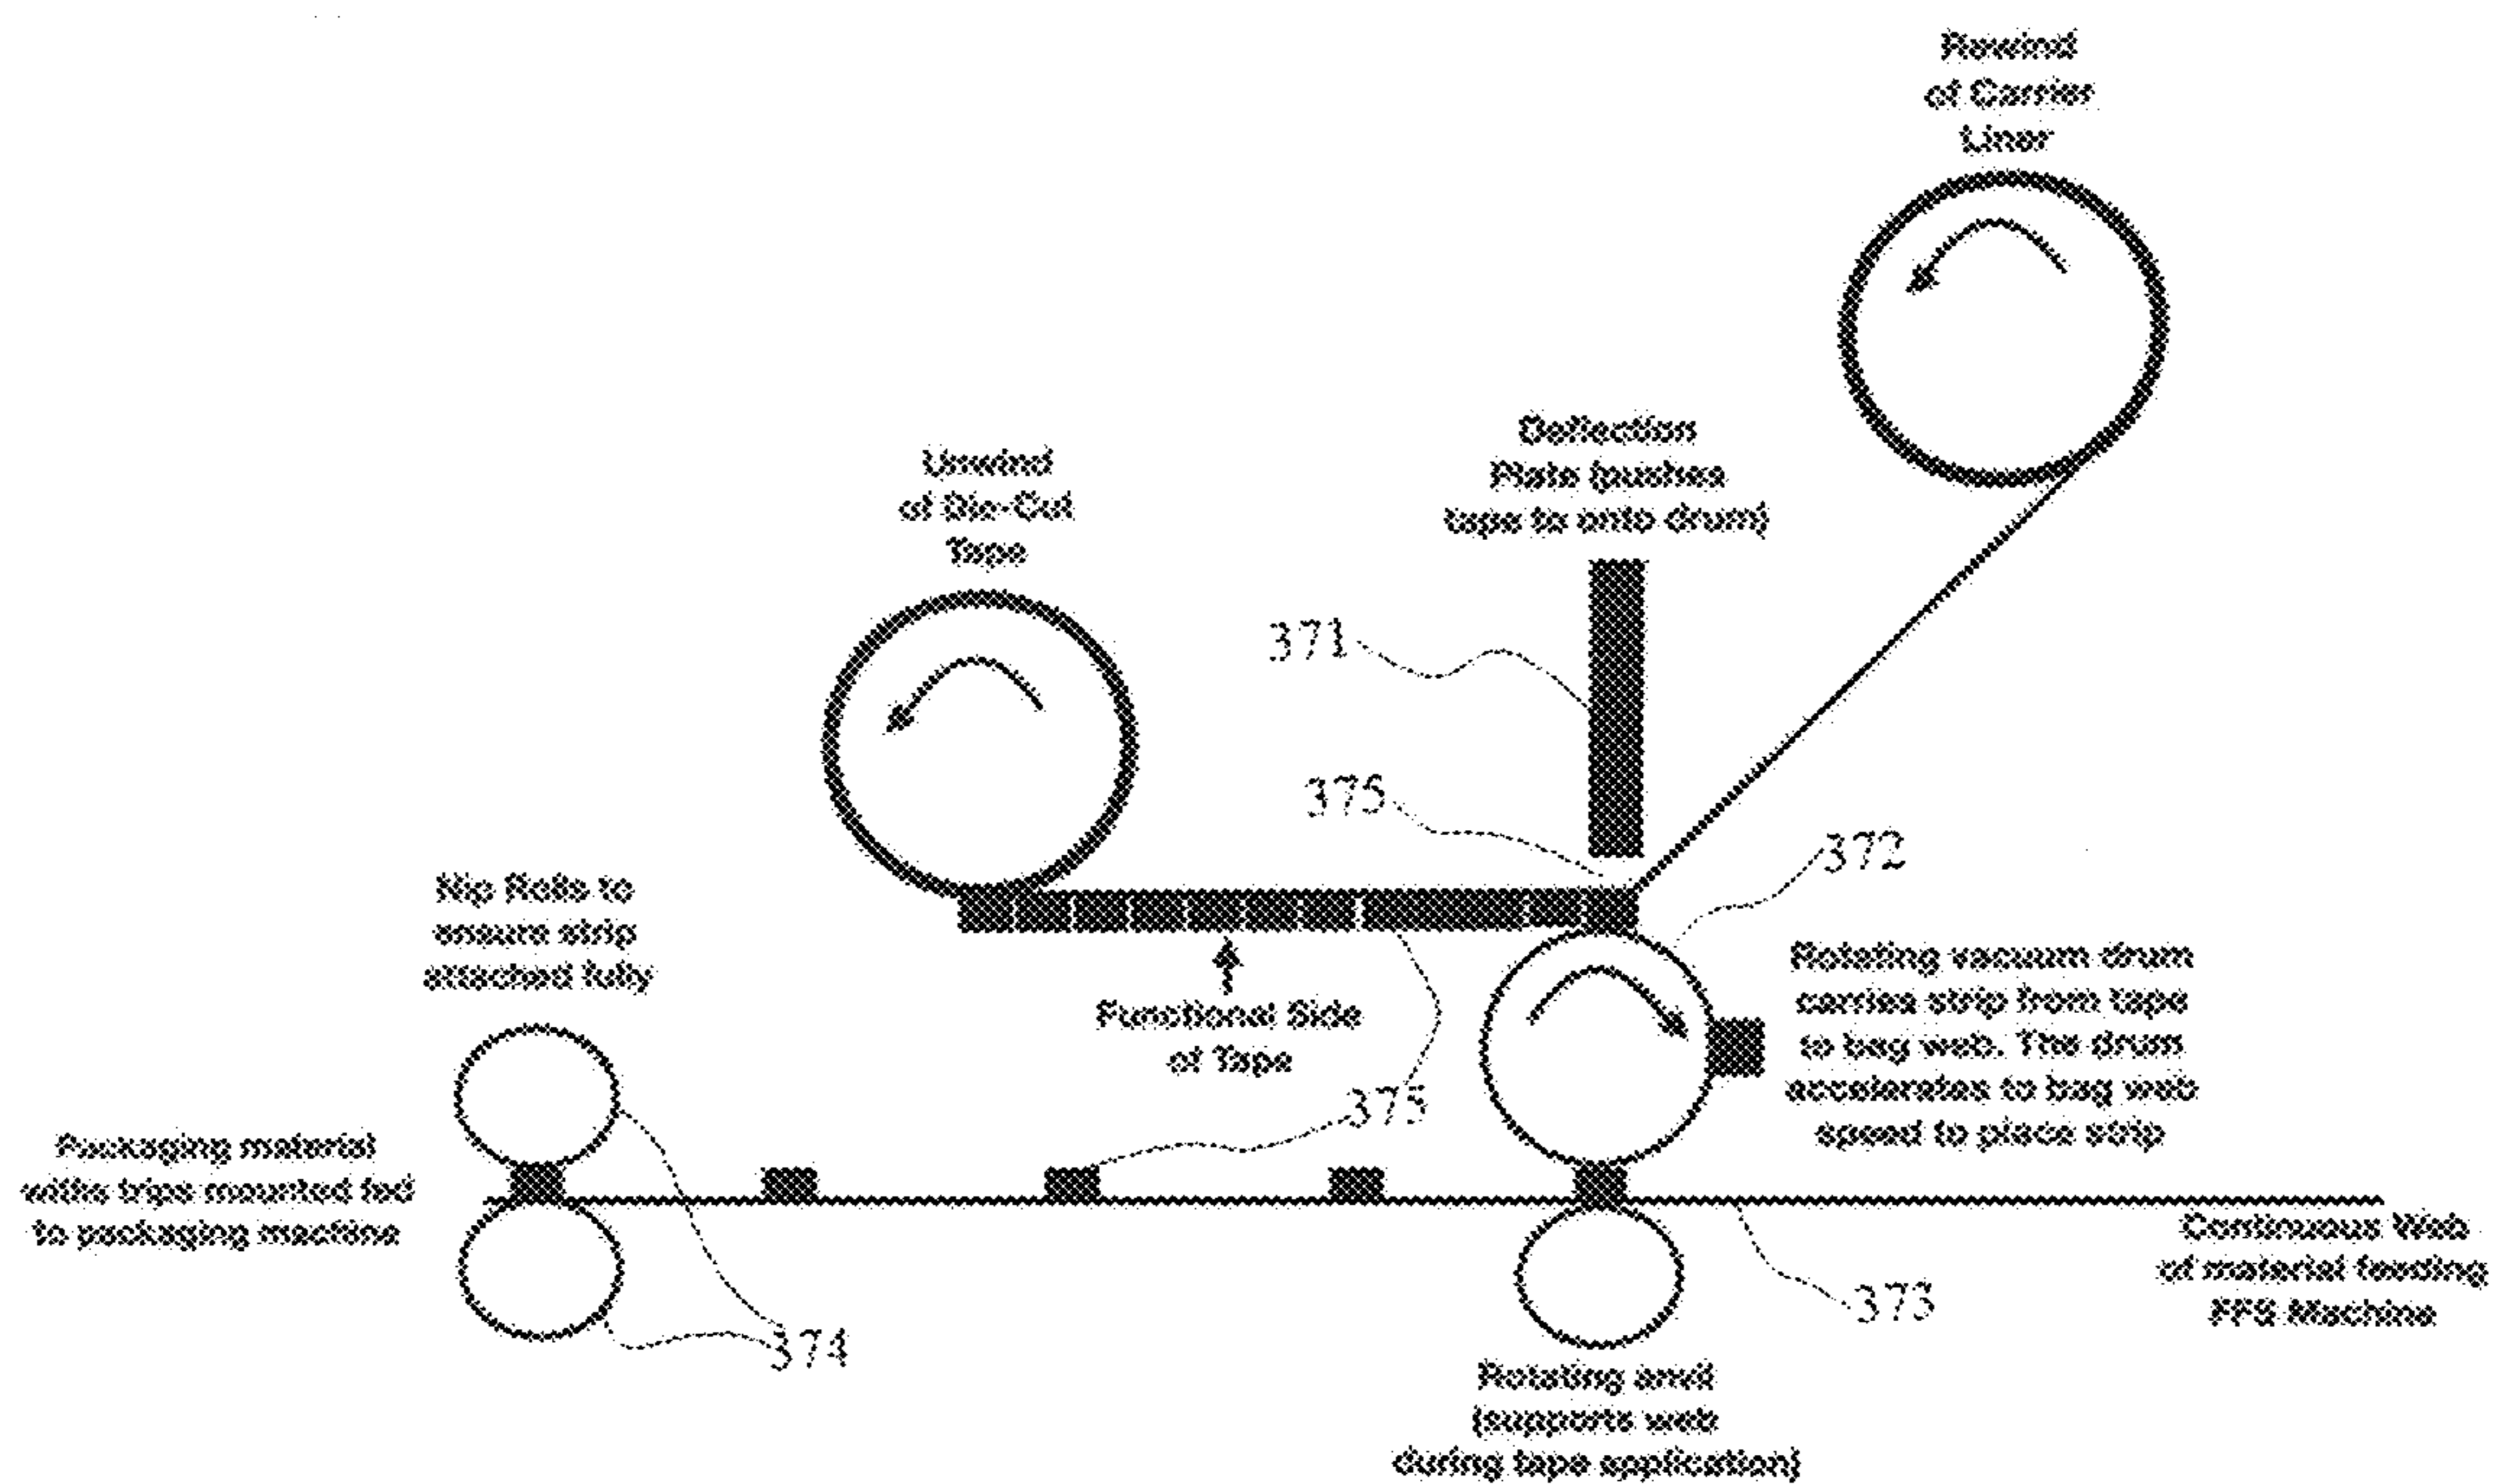 Rewind
of Carrier
Liner
Unwind
of Die-Cut
Tape
Deflection
Plate (pushes
tape to onto drum)
371
375
372
Nip Rolls to
ensure strip
attached fully
Functional Side
of Tape
Rotating vacuum drum
carries strip from tape
to bag web. The drum
accelerates to bag web
speed to place strip
375
Packaging material
with trips mounted fed
to packaging machine
374
373
Continuous Web
of material feeding
FFS Machine
Rotating anvil
(supports web
during tape application)